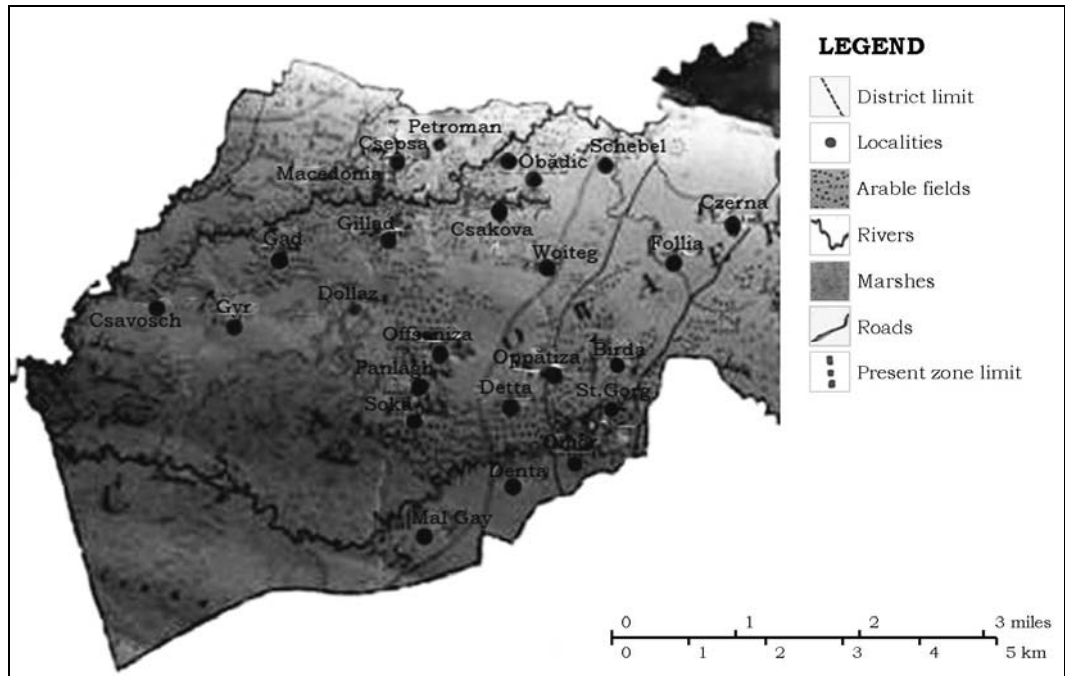 LEGEND
District limit
Localities
Arable fields
Rivers
Marshes
Roads
Present zone limit
Petroman
Csepsa
Macedonia
Obădic
Schebel
Czerna
Csakova
Gillad
Gad
Woiteg
Follia
Csavosch
Gyr
Dollaz
Offseniza
Oppătiza
Birda
Panlagh
Detta
St.Gorg
Soka
Denta
Mal Gay
0 1 2 3 miles
0 1 2 3 4 5 km